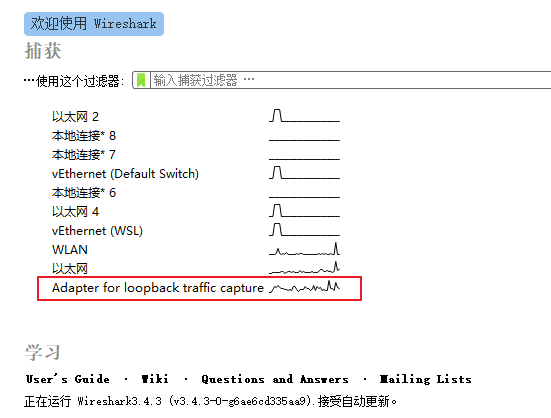 欢迎使用 Wireshark
捕获
…使用这个过滤器: 输入捕获过滤器 …
以太网 2
本地连接* 8
本地连接* 7
vEthernet (Default Switch)
本地连接* 6
以太网 4
vEthernet (WSL)
WLAN
以太网
Adapter for loopback traffic capture
学习
User's Guide · Wiki · Questions and Answers · Mailing Lists
正在运行 Wireshark3.4.3 (v3.4.3-0-g6ae6cd335aa9).接受自动更新。